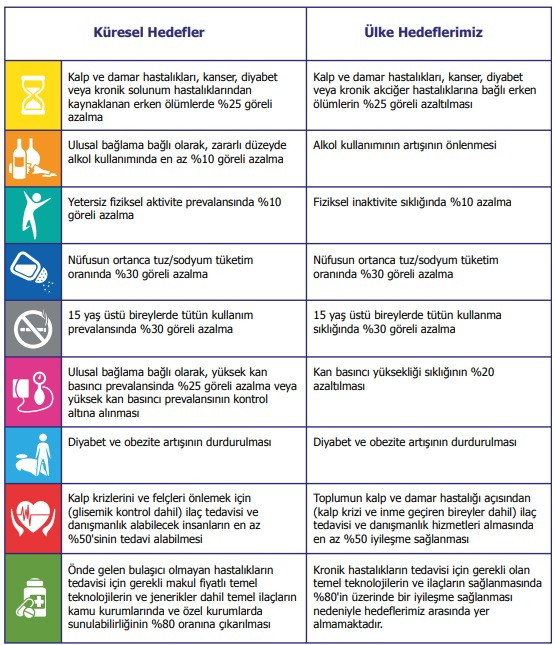 Küresel Hedefler
Ülke Hedeflerimiz
Kalp ve damar hastalıkları, kanser, diyabet
veya kronik solunum hastalıklarından
kaynaklanan erken ölümlerde %25 göreli
azalma
Kalp ve damar hastalıkları, kanser, diyabet
veya kronik akciğer hastalıklarına bağlı erken
ölümlerin %25 göreli azaltılması
Ulusal bağlama bağlı olarak, zararlı düzeyde
alkol kullanımında en az %10 göreli azalma
Alkol kullanımının artışının önlenmesi
Yetersiz fiziksel aktivite prevalansında %10
göreli azalma
Fiziksel inaktivite sıklığında %10 azalma
Nüfusun ortanca tuz/sodyum tüketim
oranında %30 göreli azalma
Nüfusun ortanca tuz/sodyum tüketim
oranında %30 göreli azalma
15 yaş üstü bireylerde tütün kullanım
prevalansında %30 göreli azalma
15 yaş üstü bireylerde tütün kullanma
sıklığında %30 göreli azalma
Ulusal bağlama bağlı olarak, yüksek kan
basıncı prevalansinde %25 göreli azalma veya
yüksek kan basıncı prevalansının kontrol
altına alınması
Kan basıncı yüksekliği sıklığının %20
azaltılması
Diyabet ve obezite artışının durdurulması
Diyabet ve obezite artışının durdurulması
Kalp krizlerini ve felçleri önlemek için
(glisemik kontrol dahil) ilaç tedavisi ve
danışmanlık alabilecek insanların en az
%50'sinin tedavi alabilmesi
Toplumun kalp ve damar hastalığı açısından
(kalp krizi ve inme geçiren bireyler dahil) ilaç
tedavisi ve danışmanlık hizmetleri almasında
en az %50 iyileşme sağlanması
Önde gelen bulaşıcı olmayan hastalıkların
tedavisi için gerekli makul fiyatlı temel
teknolojilerin ve jenerikler dahil temel ilaçların
kamu kurumlarında ve özel kurumlarda
sunulabilirliğinin %80 oranına çıkarılması
Kronik hastalıkların tedavisi için gerekli olan
temel teknolojilerin ve ilaçların sağlanmasında
%80'in üzerinde bir iyileşme sağlanması
nedeniyle hedeflerimiz arasında yer
almamaktadır.